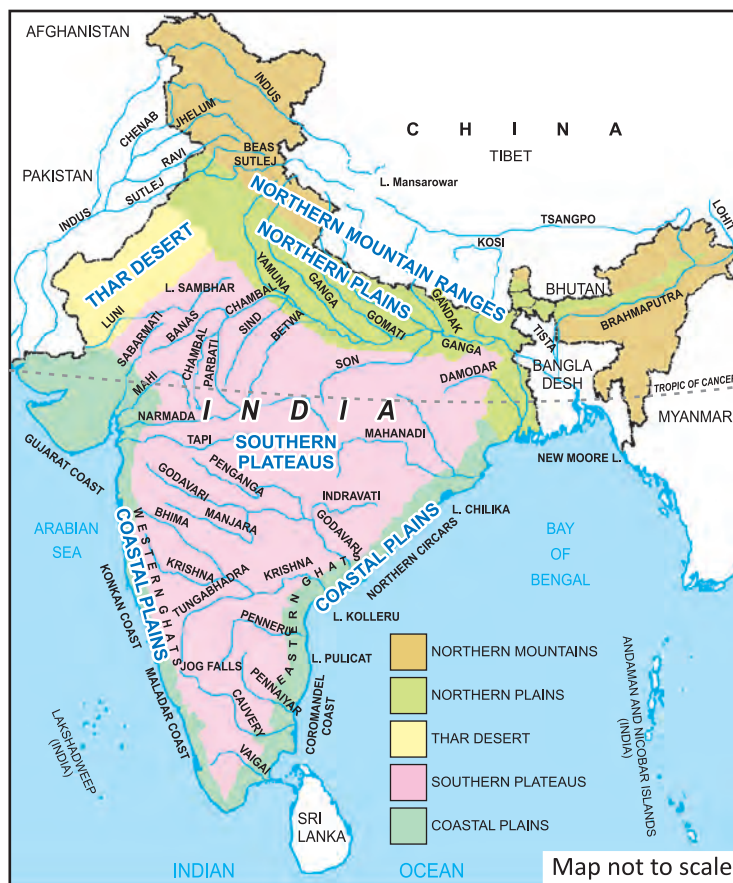 AFGHANISTAN
INDUS
CHENAB
JHELUM
C H I N A
TIBET
RAVI
BEAS
SUTLEJ
PAKISTAN
SUTLEJ
L. Mansarowar
INDUS
TSANGPO
LOHIT
KOSI
NORTHERN MOUNTAIN RANGES
NORTHERN PLAINS
THAR DESERT
L. SAMBHAR
YAMUNA
GANGA
GOMATI
GANDAK
BHUTAN
BRAHMAPUTRA
LUNI
SABARMATI
BANAS
CHAMBAL
CHAMBAL
PARBATI
SIND
BETWA
GANGA
TISTA
BANGLA
DESH
SON
DAMODAR
MAHI
TROPIC OF CANCER
I N D I A
MYANMAR
NARMADA
GUJARAT COAST
TAPI
SOUTHERN
PLATEAUS
MAHANADI
NEW MOORE L.
GODAVARI
PENGANGA
INDRAVATI
L. CHILIKA
ARABIAN
SEA
COASTAL PLAINS
WESTERN GHATS
BHIMA
MANJARA
GODAVARI
COASTAL PLAINS
NORTHERN CIRCARS
BAY
OF
BENGAL
KRISHNA
KRISHNA
EASTERN GHATS
KONKAN COAST
TUNGABHADRA
PENNERU
L. KOLLERU
NORTHERN MOUNTAINS
JOG FALLS
L. PULICAT
PENNAIYAR
NORTHERN PLAINS
MALADAR COAST
CAUVERY
COROMANDEL
COAST
THAR DESERT
LAKSHADWEEP
(INDIA)
VAIGAI
SOUTHERN PLATEAUS
ANDAMAN AND NICOBAR ISLANDS
(INDIA)
SRI
LANKA
COASTAL PLAINS
INDIAN OCEAN
Map not to scale